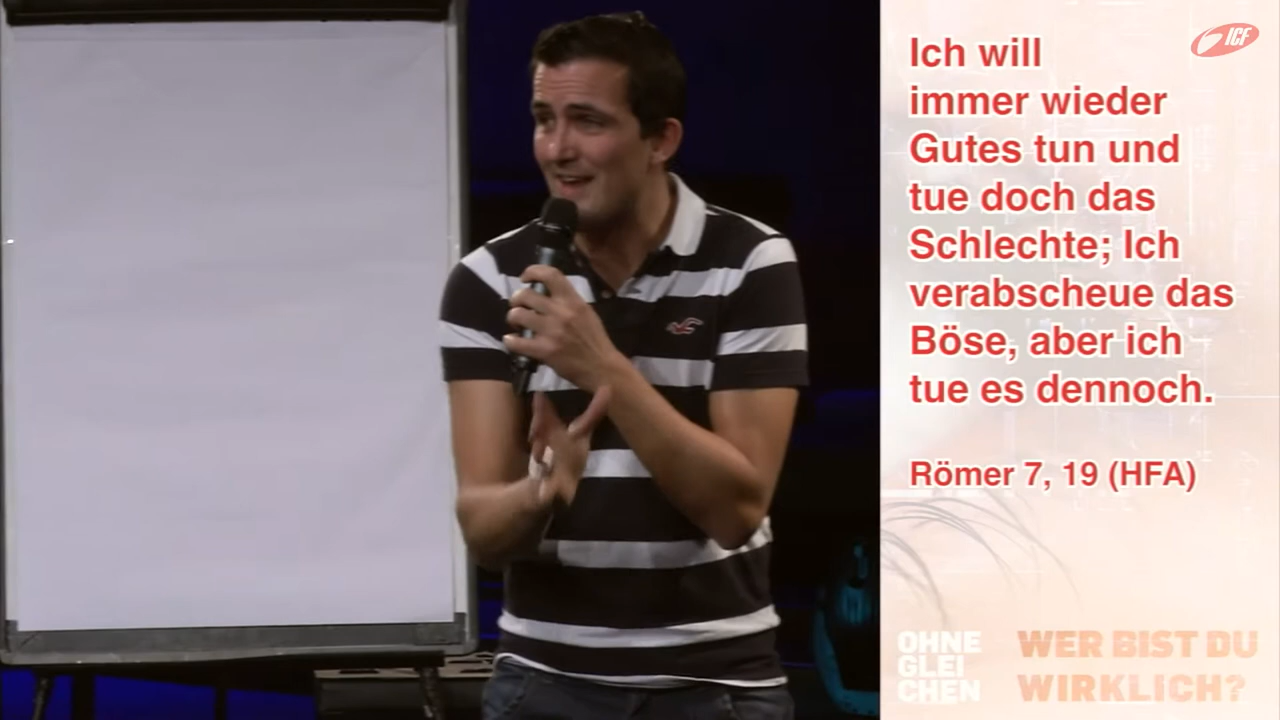 ICF
Ich will
immer wieder
Gutes tun und
tue doch das
Schlechte; Ich
verabscheue das
Böse, aber ich
tue es dennoch.
Römer 7, 19 (HFA)
OHNE
GLEI
CHEN
WER BIST DU
WIRKLICH?